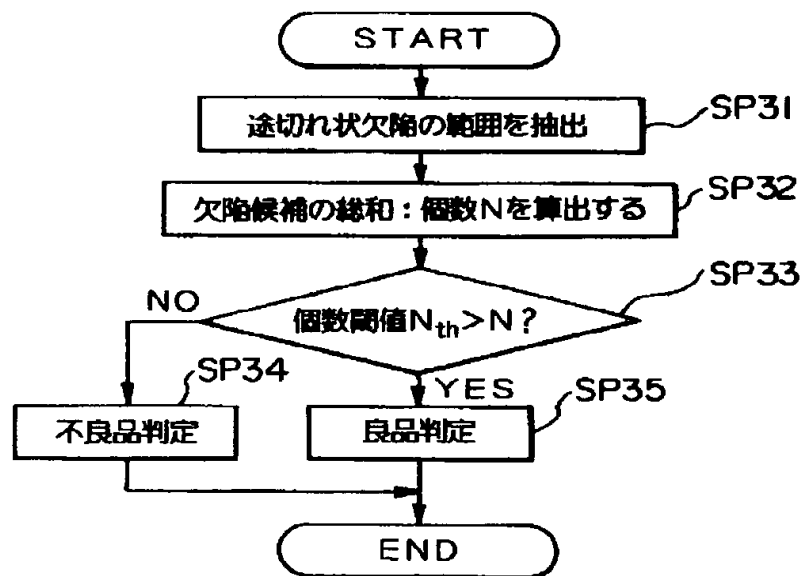 START
途切れ状欠陥の範囲を抽出
SP31
欠陥候補の総和：個数Nを算出する
SP32
個数閾値Nth>N？
SP33
NO
YES
SP34
不良品判定
SP35
良品判定
END